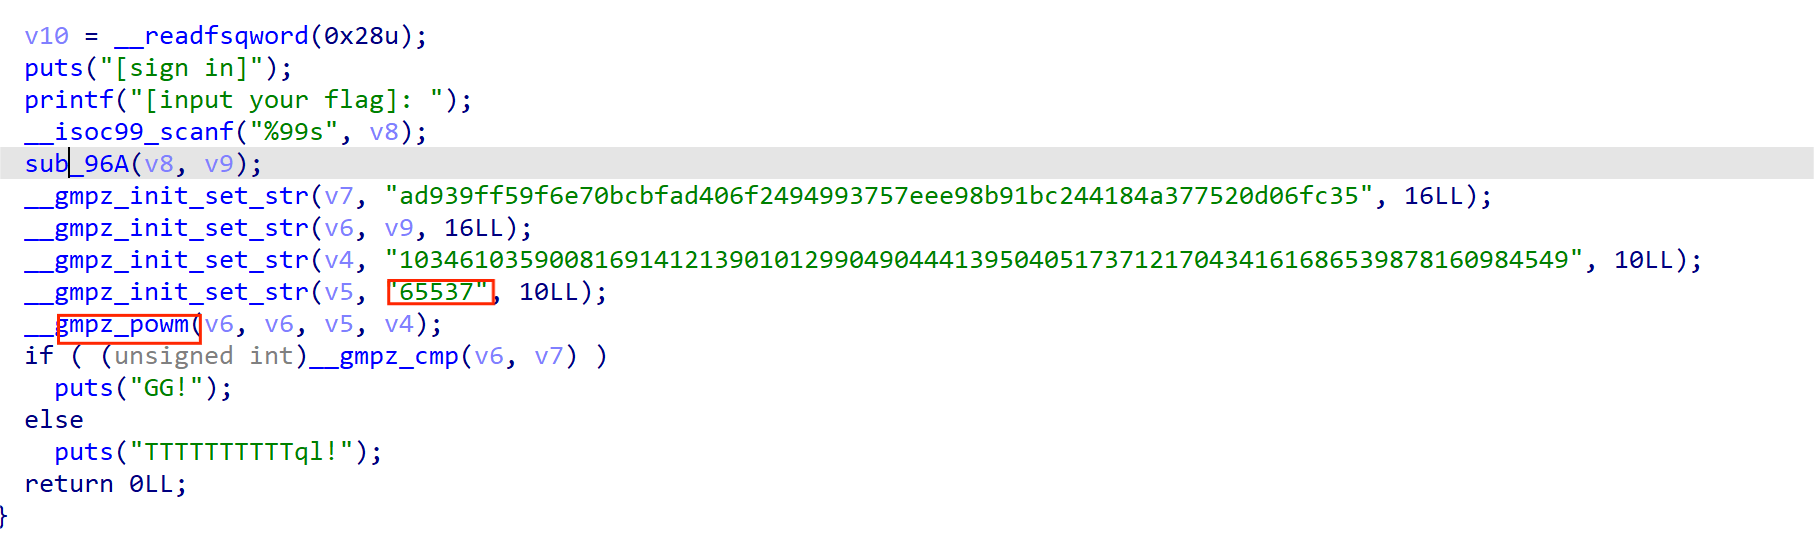 v10 = __readfsqword(0x28u);
puts("[sign in]");
printf("[input your flag]: ");
__isoc99_scanf("%99s", v8);
sub_96A(v8, v9);
__gmpz_init_set_str(v7, "ad939ff59f6e70bcbfad406f2494993757eee98b91bc244184a377520d06fc35", 16LL);
__gmpz_init_set_str(v6, v9, 16LL);
__gmpz_init_set_str(v4, "103461035900816914121390101299049044413950405173712170434161686539878160984549", 10LL);
__gmpz_init_set_str(v5, "65537", 10LL);
__gmpz_powm(v6, v6, v5, v4);
if ( (unsigned int)__gmpz_cmp(v6, v7) )
puts("GG!");
else
puts("TTTTTTTTTTql!");
return 0LL;
}